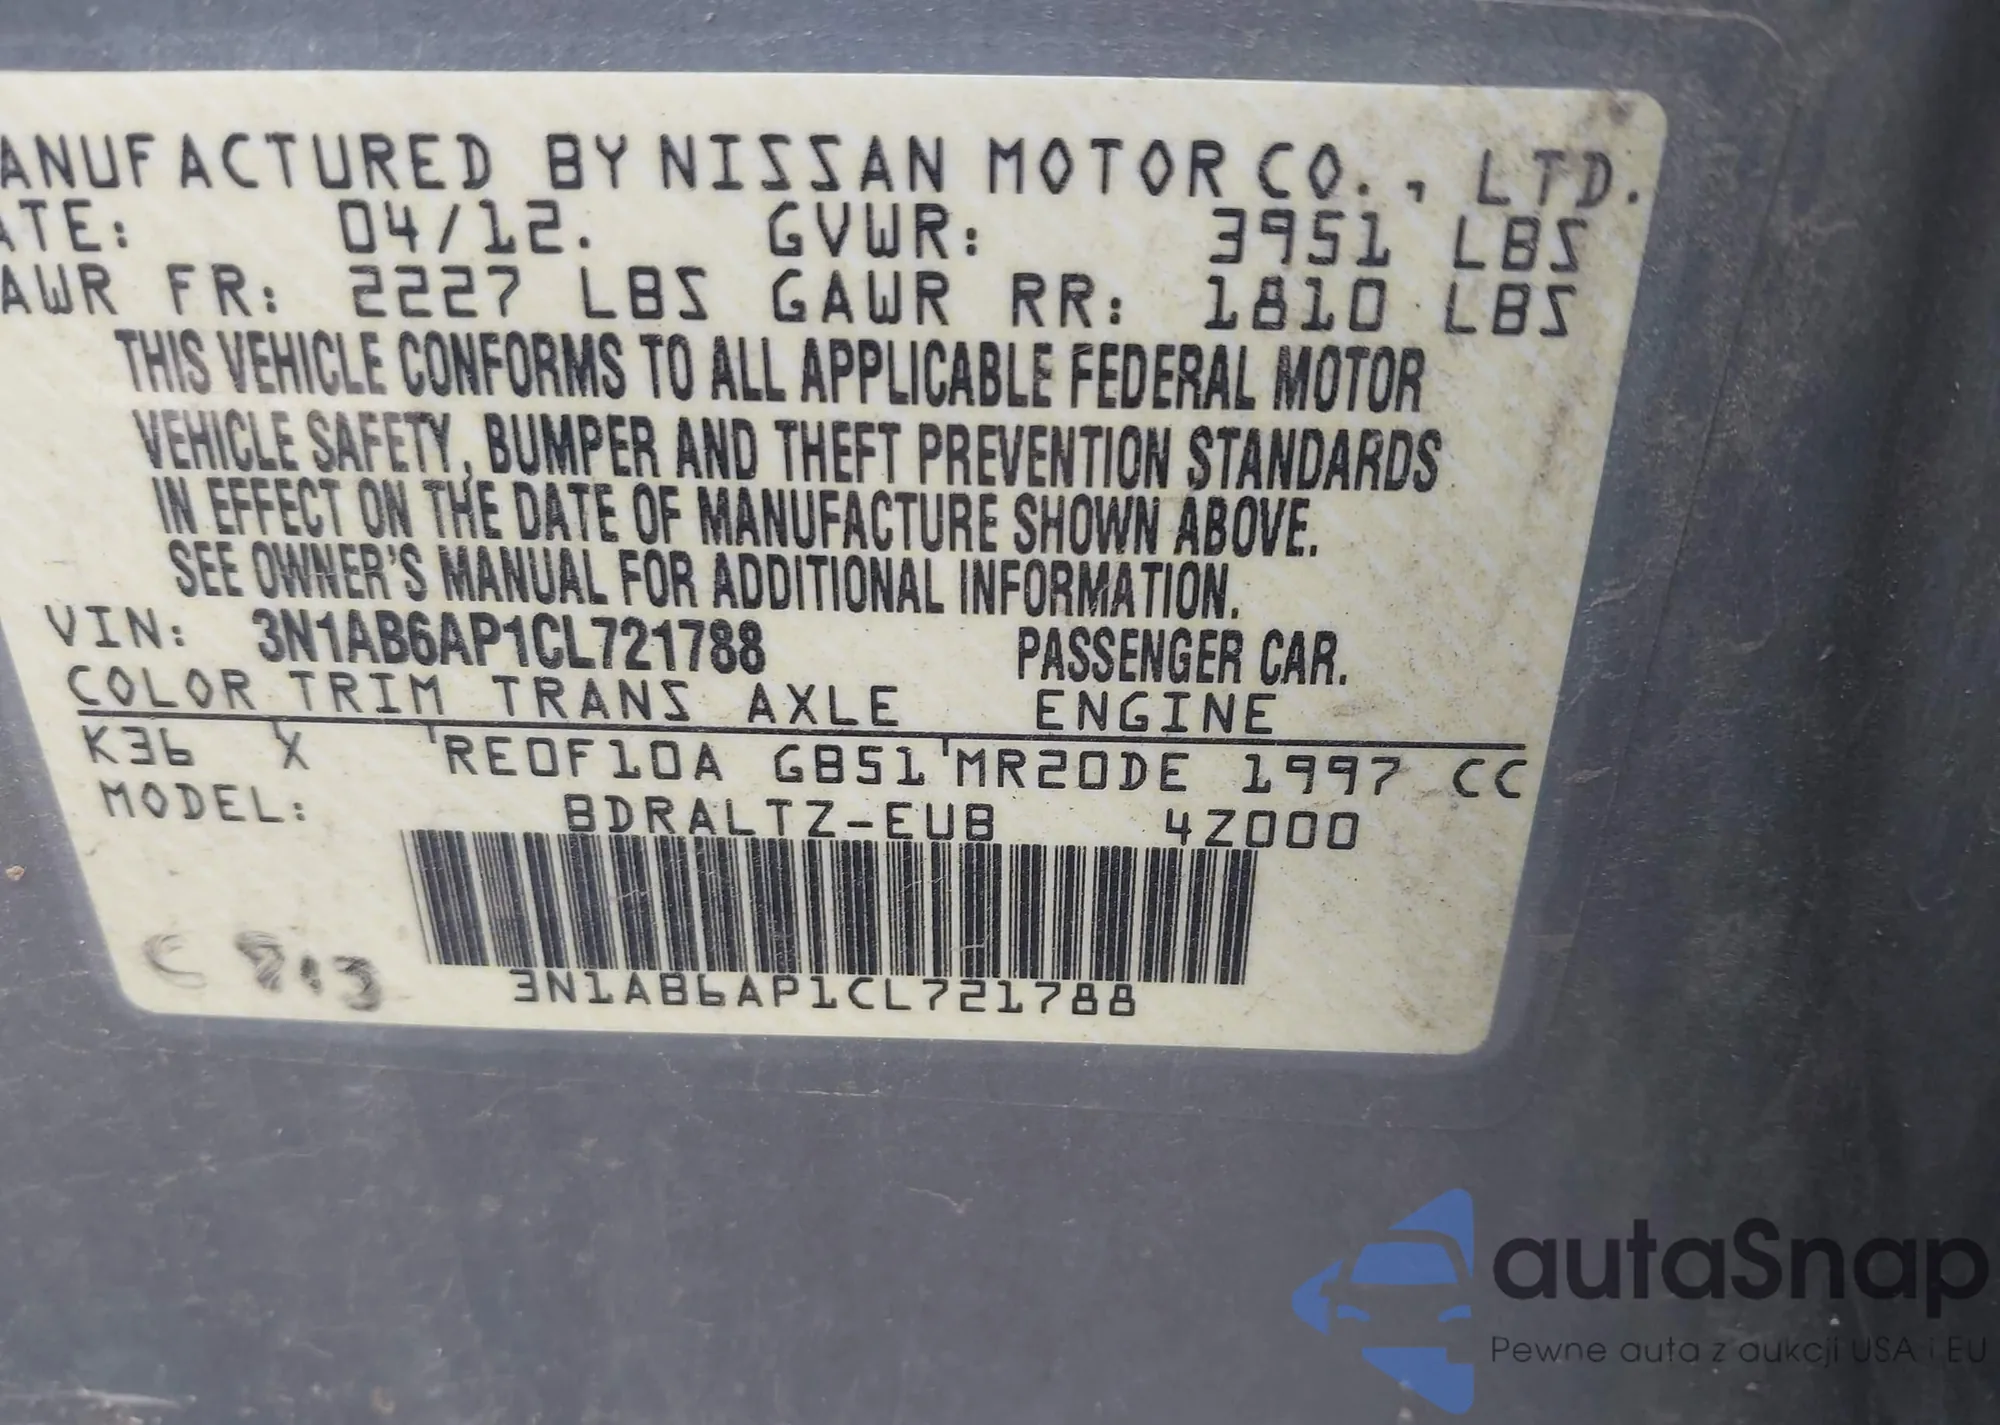 ANUFACTURED BY NISSAN MOTOR CO., LTD.
ATE: 04/12. GVWR: 3951 LBS
AWR FR: 2227 LBS GAWR RR: 1810 LBS
THIS VEHICLE CONFORMS TO ALL APPLICABLE FEDERAL MOTOR
VEHICLE SAFETY, BUMPER AND THEFT PREVENTION STANDARDS
IN EFFECT ON THE DATE OF MANUFACTURE SHOWN ABOVE.
SEE OWNER'S MANUAL FOR ADDITIONAL INFORMATION.
VIN: 3N1AB6AP1CL721788 PASSENGER CAR.
COLOR TRIM TRANS AXLE ENGINE
K36 X RE0F10A GB51 MR20DE 1997 CC
MODEL: BDRALTZ-EUB 4Z000
3N1AB6AP1CL721788
autaSnap
Pewne auta z aukcji USA i EU